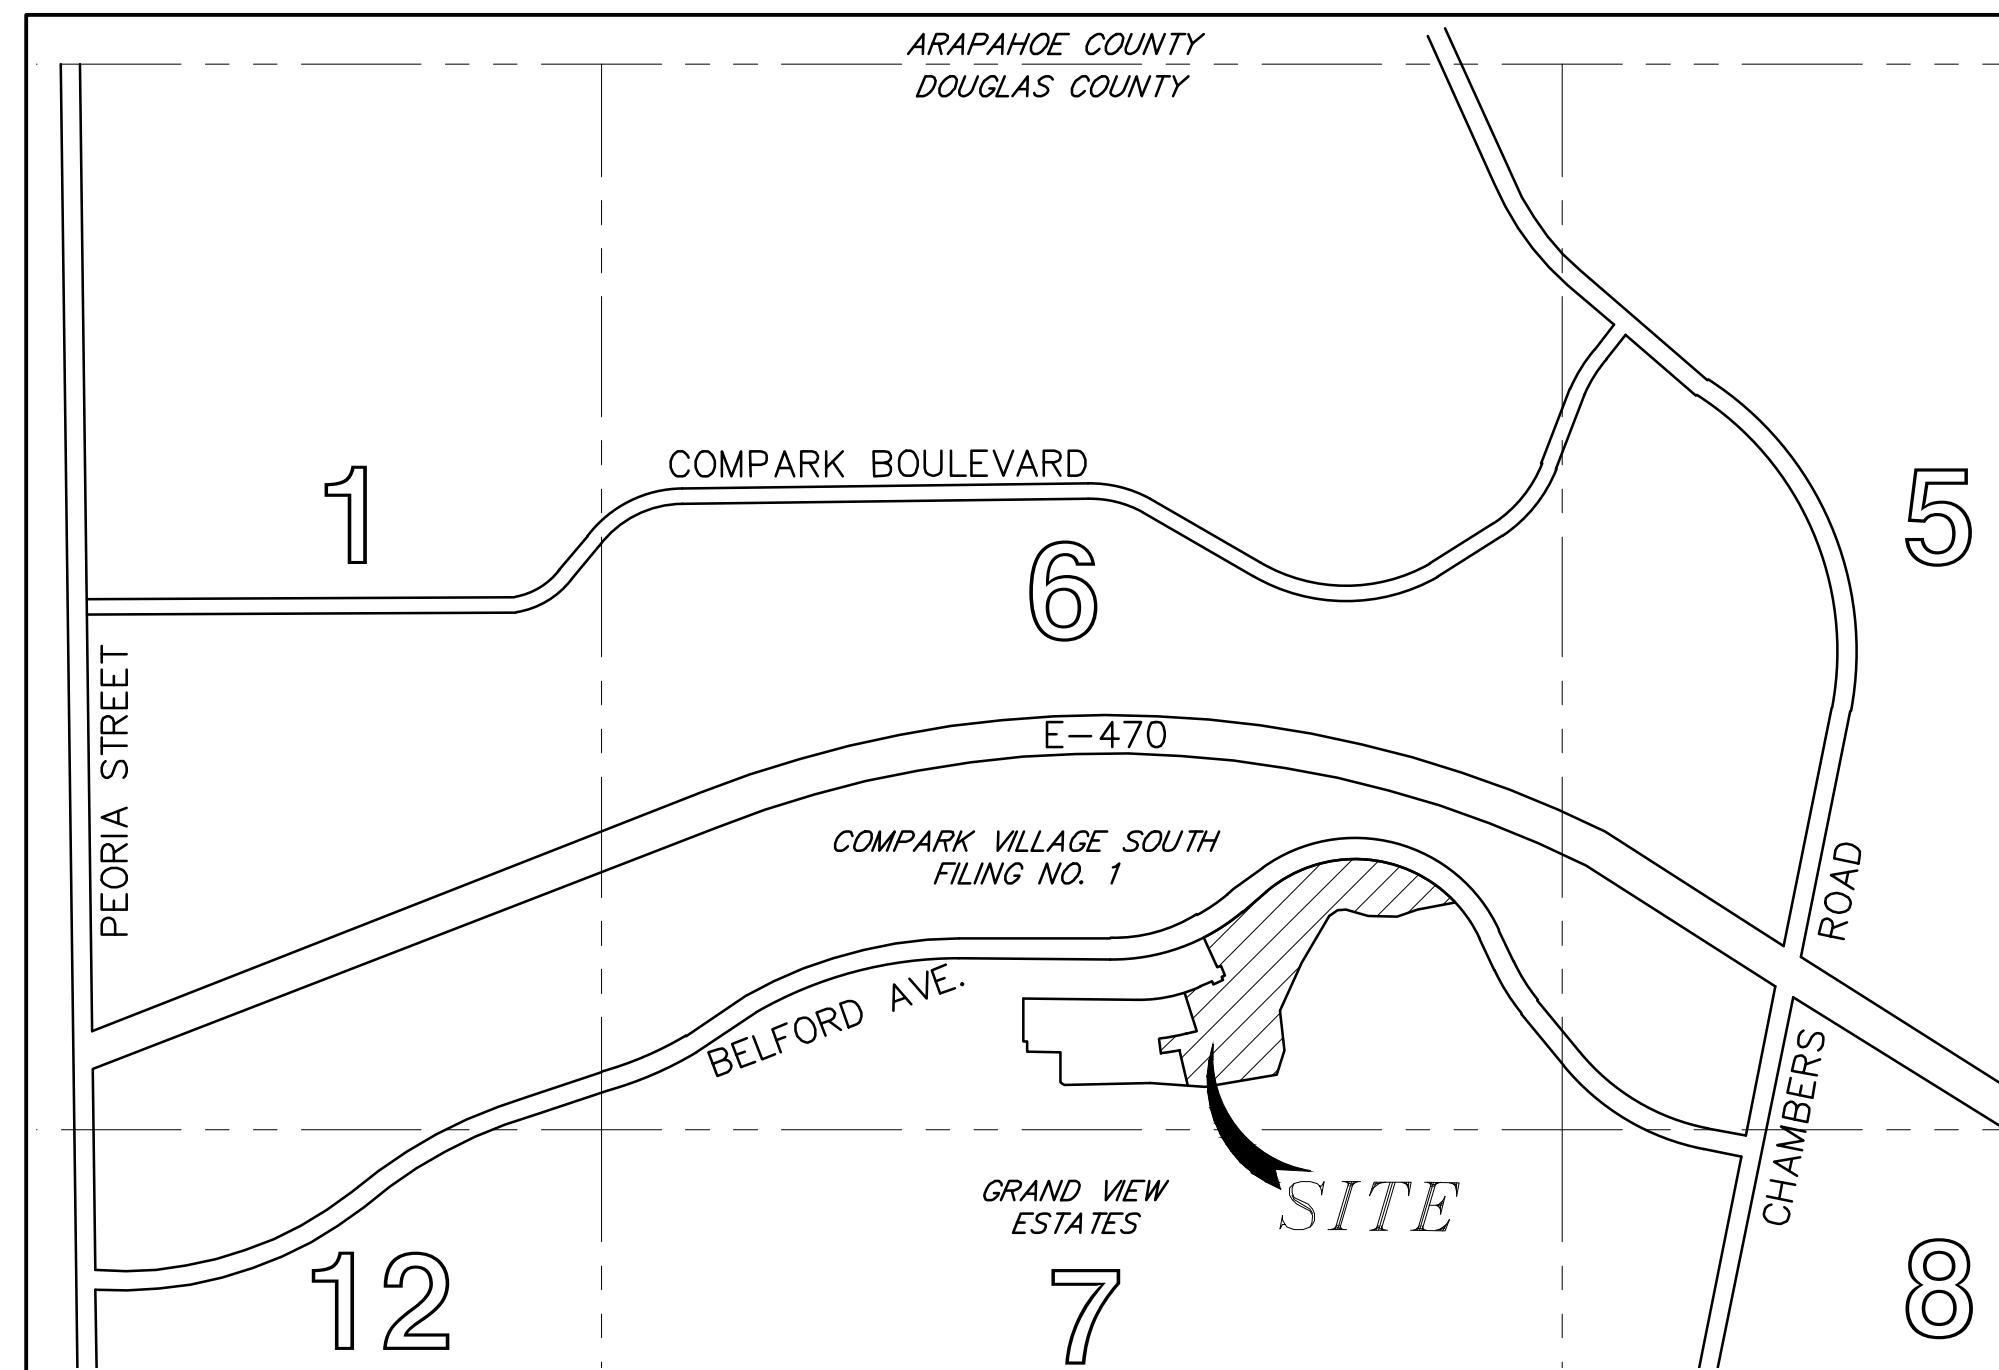 ARAPAHOE COUNTY
DOUGLAS COUNTY
COMPARK BOULEVARD
1
5
6
PEORIA STREET
E-470
COMPARK VILLAGE SOUTH
FILING NO. 1
ROAD
BELFORD AVE.
CHAMBERS
GRAND VIEW
ESTATES
SITE
12
7
8